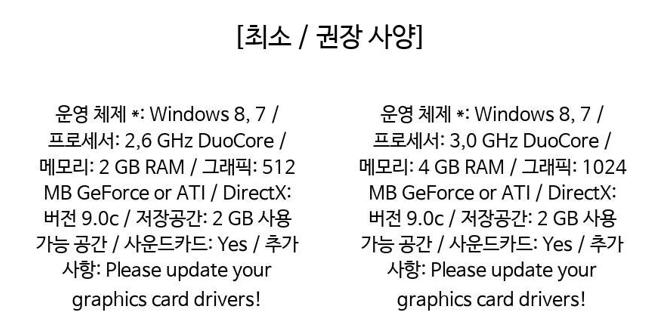 [최소 / 권장 사양]
운영 체제 *: Windows 8, 7 /
프로세서: 2,6 GHz DuoCore /
메모리: 2 GB RAM / 그래픽: 512
MB GeForce or ATI / DirectX:
버전 9.0c / 저장공간: 2 GB 사용
가능 공간 / 사운드카드: Yes / 추가
사항: Please update your
graphics card drivers!
운영 체제 *: Windows 8, 7 /
프로세서: 3,0 GHz DuoCore /
메모리: 4 GB RAM / 그래픽: 1024
MB GeForce or ATI / DirectX:
버전 9.0c / 저장공간: 2 GB 사용
가능 공간 / 사운드카드: Yes / 추가
사항: Please update your
graphics card drivers!